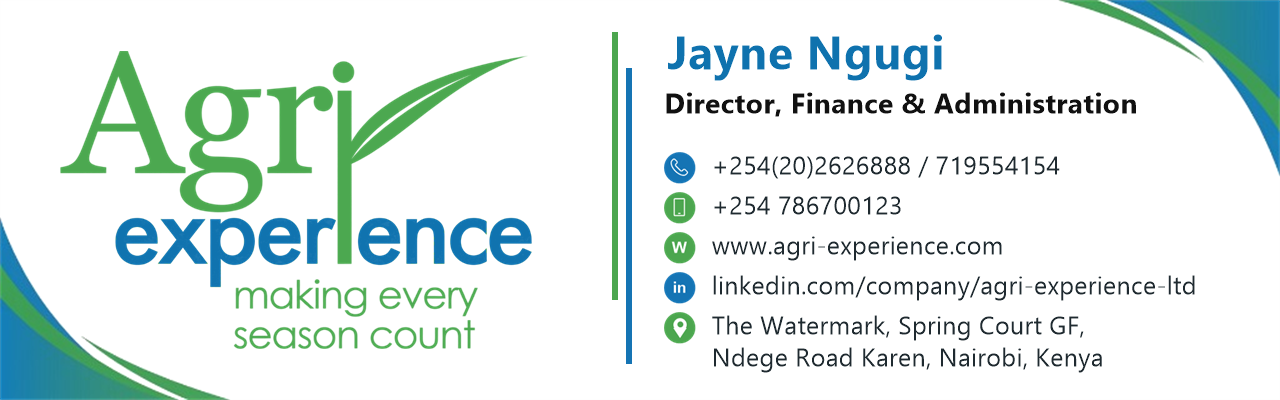 Agri
experience
making every
season count
Jayne Ngugi
Director, Finance & Administration
+254(20)2626888 / 719554154
+254 786700123
W www.agri-experience.com
in linkedin.com/company/agri-experience-ltd
The Watermark, Spring Court GF,
Ndege Road Karen, Nairobi, Kenya